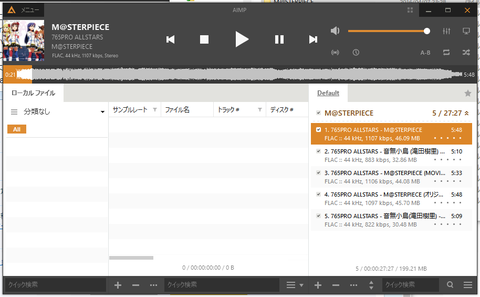 メニュー
AIMP
M@STERPIECE
765PRO ALLSTARS
M@STERPIECE
FLAC, 44 kHz, 1107 kbps, Stereo
A-B
0:21
5:48
ローカル ファイル
分類なし
All
サンプルレート
ファイル名
トラック#
ディスク#
0 / 00:00:00:00 / 0 B
Default
M@STERPIECE 5 / 27:27
1. 765PRO ALLSTARS - M@STERPIECE 5:48
FLAC :: 44 kHz, 1107 kbps, 46.09 MB
2. 765PRO ALLSTARS - 音無小鳥 (滝田樹里) ... 5:10
FLAC :: 44 kHz, 883 kbps, 32.86 MB
3. 765PRO ALLSTARS - M@STERPIECE (MOVI... 5:33
FLAC :: 44 kHz, 1106 kbps, 44.08 MB
4. 765PRO ALLSTARS - M@STERPIECE (オリジ... 5:48
FLAC :: 44 kHz, 1097 kbps, 45.70 MB
5. 765PRO ALLSTARS - 音無小鳥 (滝田樹里) ... 5:09
FLAC :: 44 kHz, 822 kbps, 30.48 MB
5 / 00:00:27:27 / 199.21 MB
クイック検索
クイック検索
クイック検索